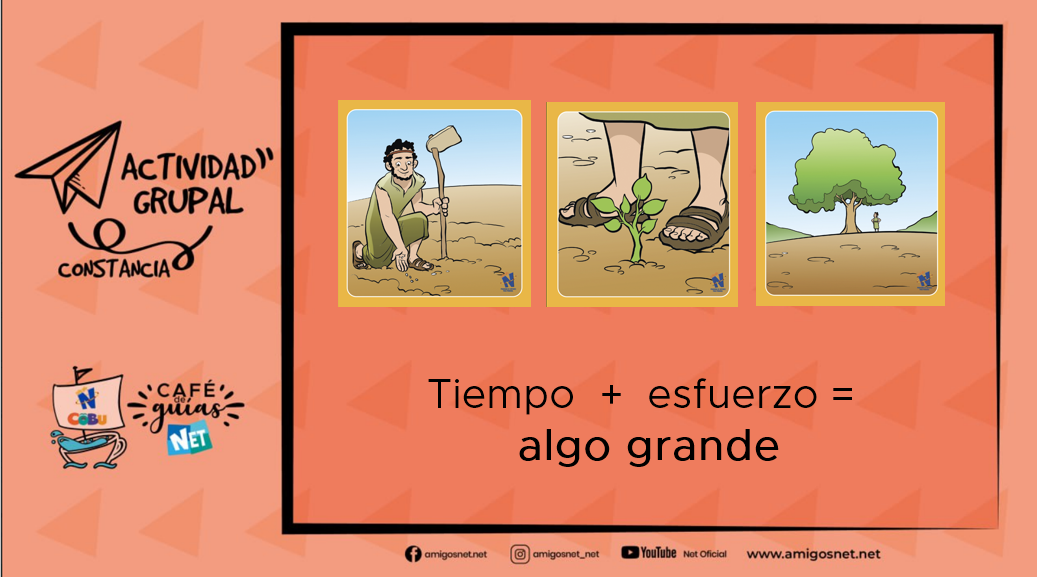 ACTIVIDAD"
GRUPAL
CONSTANCIA
N
CÔBU
CAFÉ
de
guías
NET
N
N
N
Tiempo + esfuerzo =
algo grande
amigosnet.net
amigosnet_net
YouTube Net Oficial
www.amigosnet.net